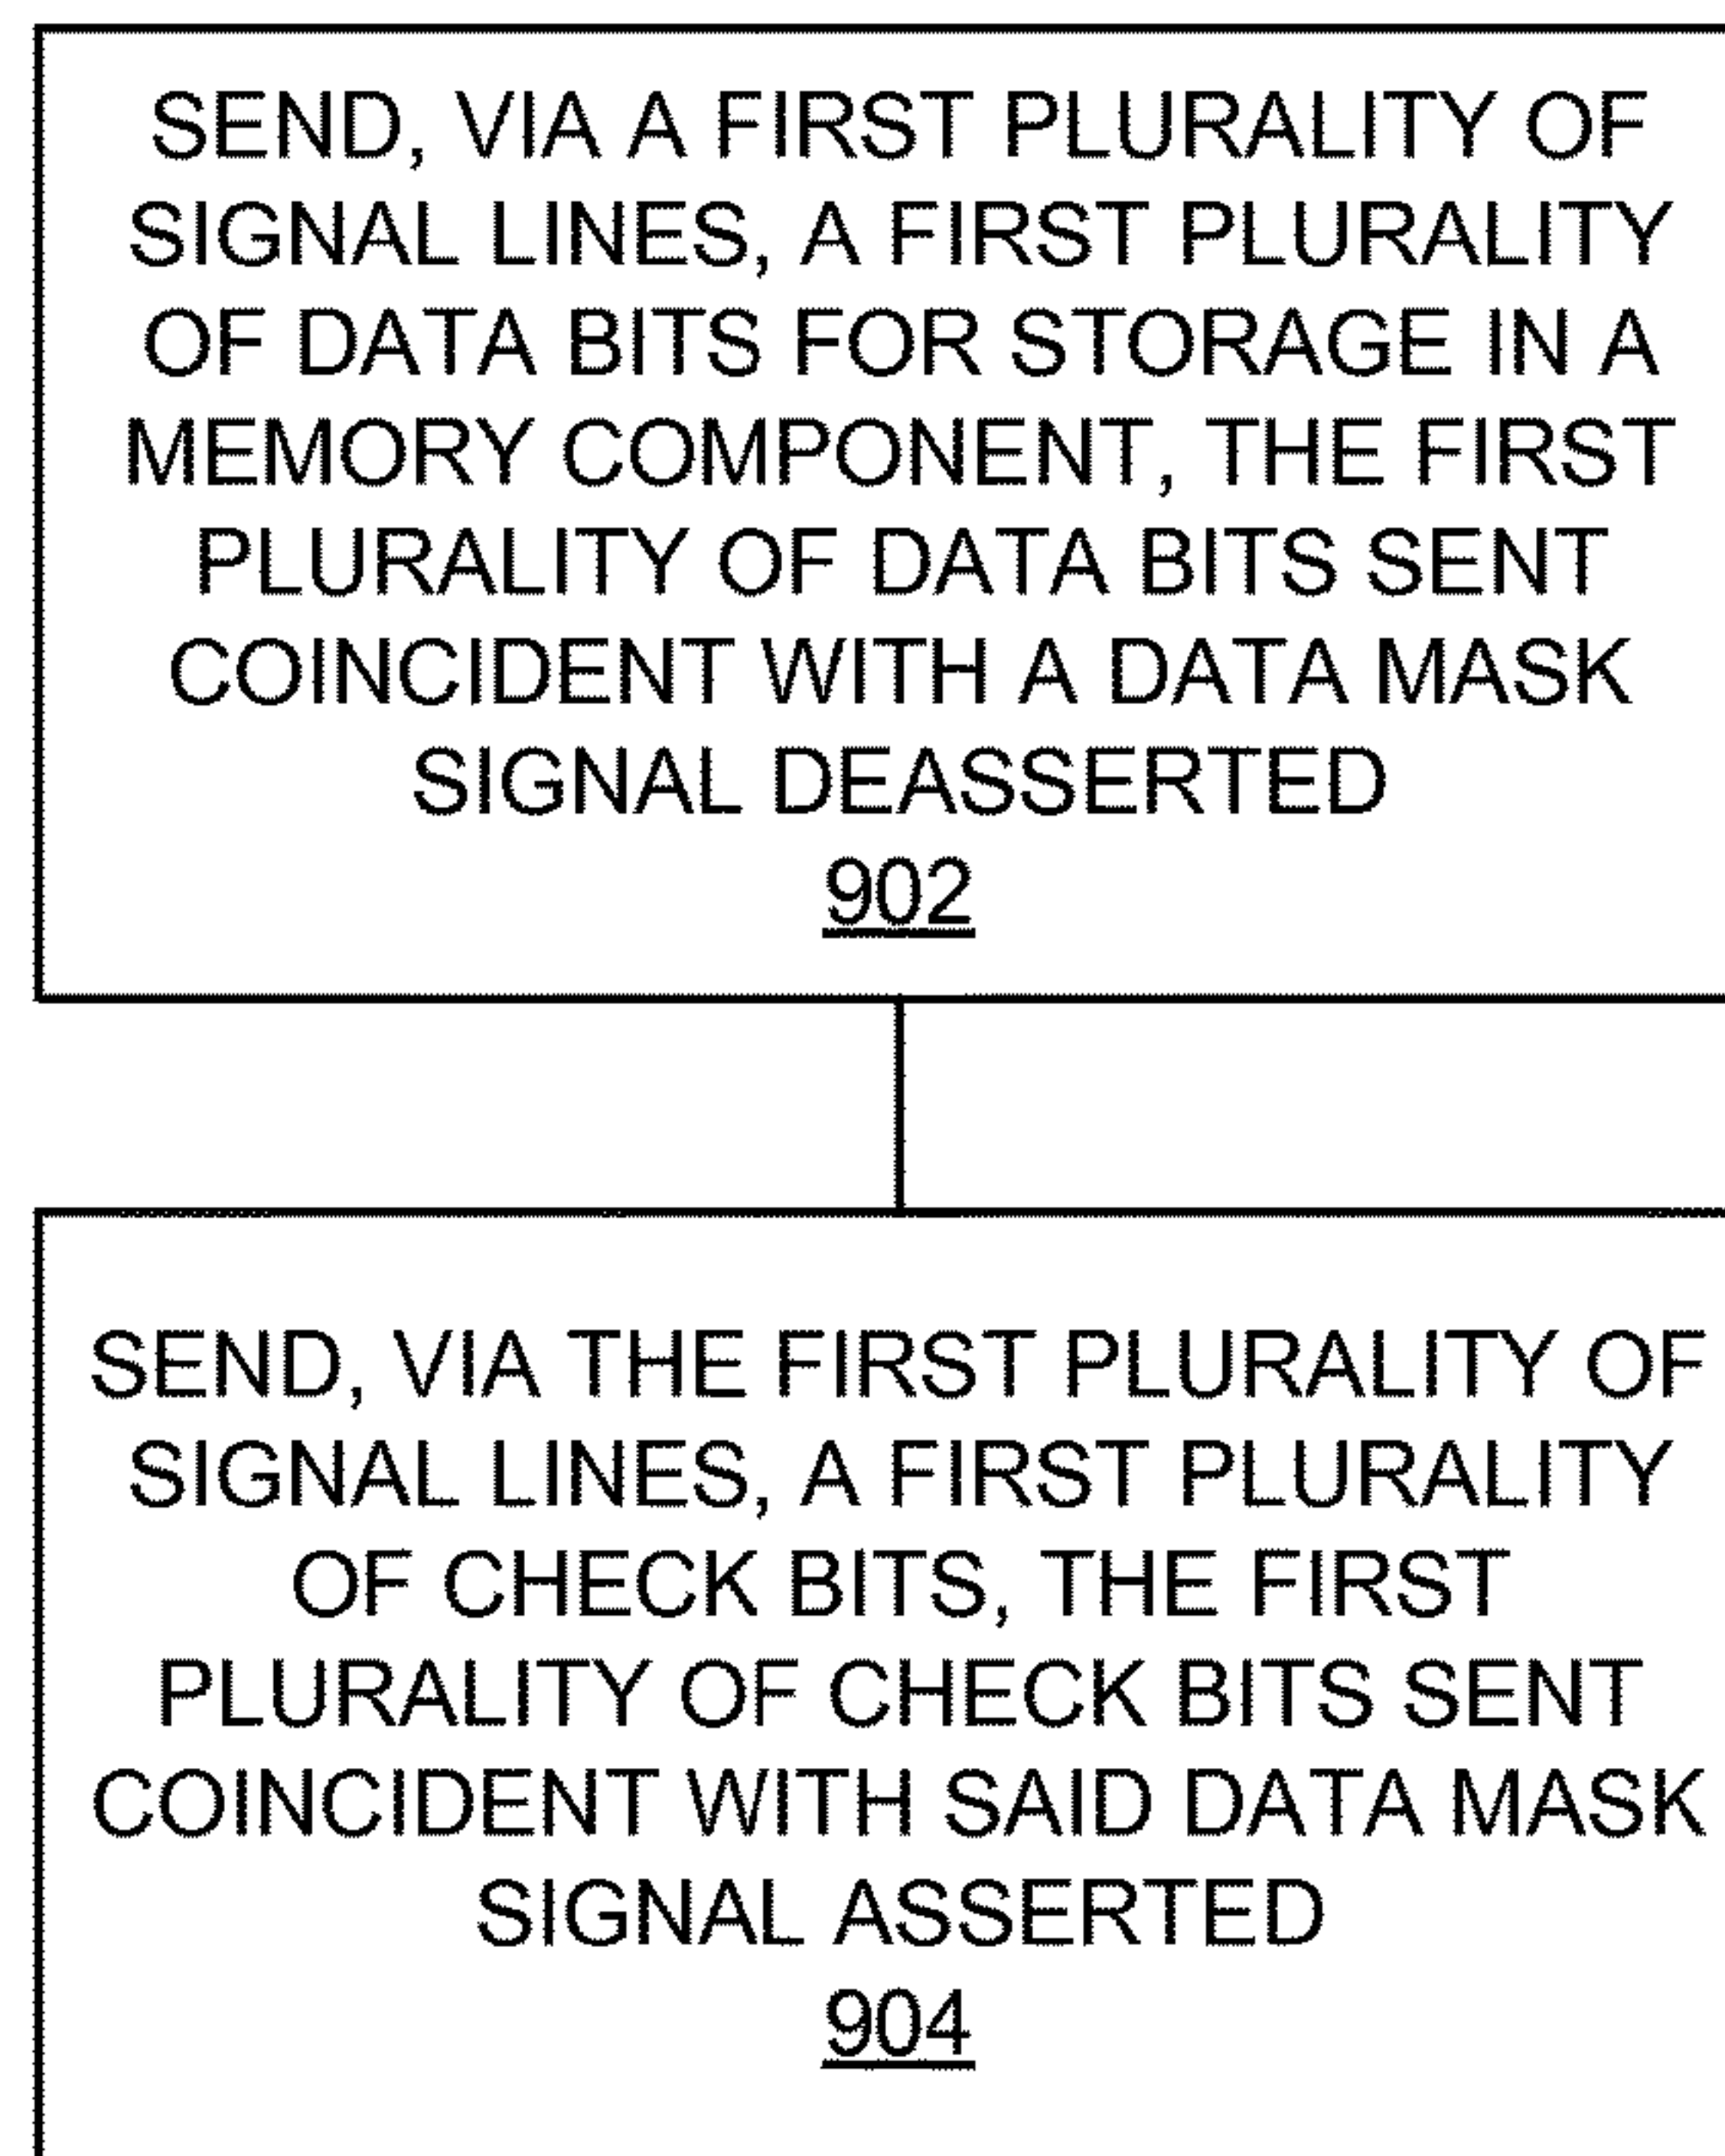 SEND, VIA A FIRST PLURALITY OF
SIGNAL LINES, A FIRST PLURALITY
OF DATA BITS FOR STORAGE IN A
MEMORY COMPONENT, THE FIRST
PLURALITY OF DATA BITS SENT
COINCIDENT WITH A DATA MASK
SIGNAL DEASSERTED
902
SEND, VIA THE FIRST PLURALITY OF
SIGNAL LINES, A FIRST PLURALITY
OF CHECK BITS, THE FIRST
PLURALITY OF CHECK BITS SENT
COINCIDENT WITH SAID DATA MASK
SIGNAL ASSERTED
904